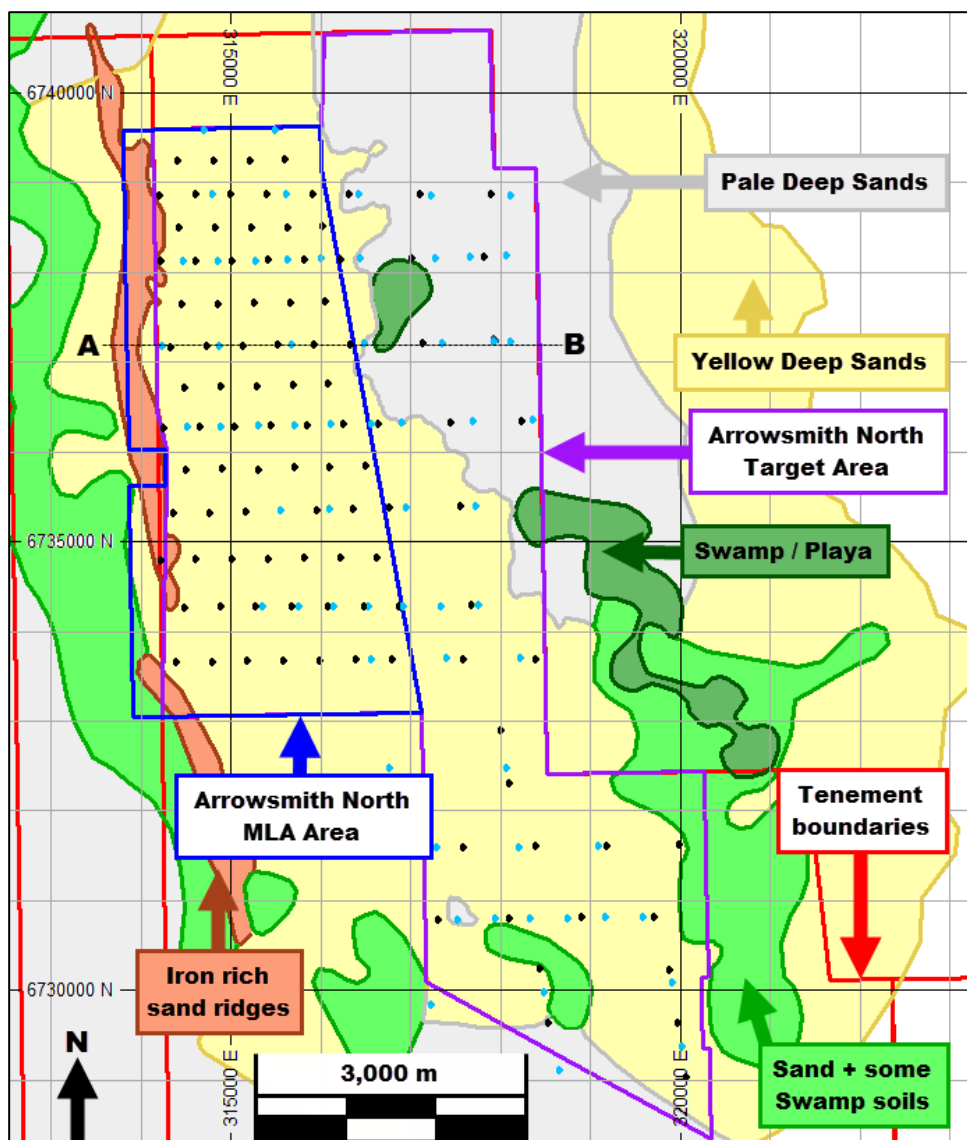 315000 E
320000 E
6740000 N
Pale Deep Sands
A
B
Yellow Deep Sands
Arrowsmith North
Target Area
6735000 N
Swamp / Playa
Arrowsmith North
MLA Area
Tenement
boundaries
Iron rich
sand ridges
6730000 N
N
315000 E
3,000 m
320000 E
Sand + some
Swamp soils